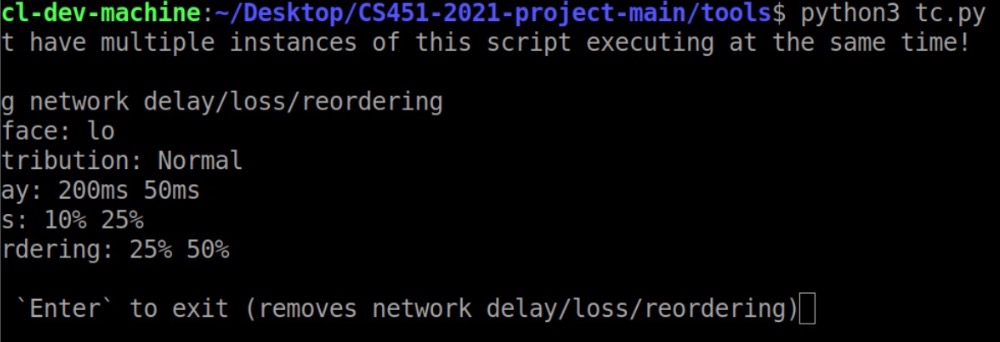 cl-dev-machine:~/Desktop/CS451-2021-project-main/tools$ python3 tc.py
t have multiple instances of this script executing at the same time!
g network delay/loss/reordering
face: lo
tribution: Normal
ay: 200ms 50ms
s: 10% 25%
rdering: 25% 50%
`Enter` to exit (removes network delay/loss/reordering)